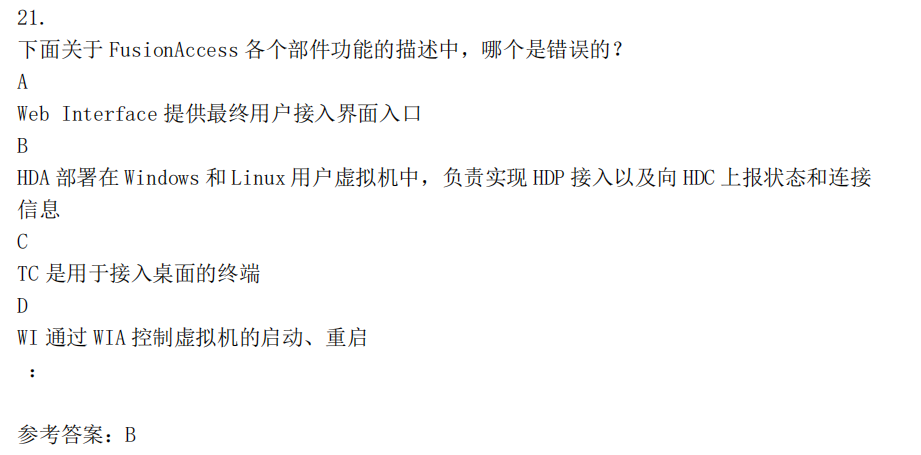 21.
下面关于 FusionAccess 各个部件功能的描述中，哪个是错误的？
A
Web Interface 提供最终用户接入界面入口
B
HDA 部署在 Windows 和 Linux 用户虚拟机中，负责实现 HDP 接入以及向 HDC 上报状态和连接
信息
C
TC 是用于接入桌面的终端
D
WI 通过 WIA 控制虚拟机的启动、重启
：
参考答案：B